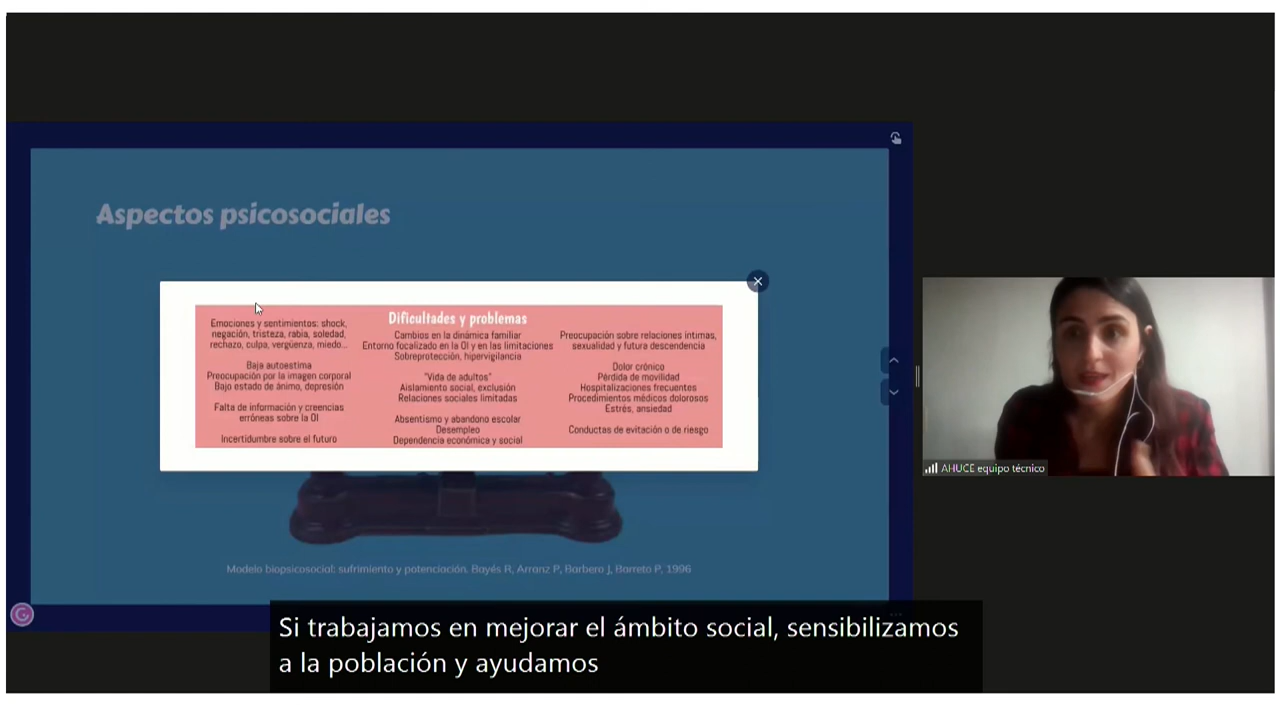 Aspectos psicosociales
Dificultades y problemas
Emociones y sentimientos: shock,
negación, tristeza, rabia, soledad,
rechazo, culpa, vergüenza, miedo...
Baja autoestima
Preocupación por la imagen corporal
Bajo estado de ánimo, depresión
Falta de información y creencias
erróneas sobre la OI
Incertidumbre sobre el futuro
Cambios en la dinámica familiar
Entorno focalizado en la OI y en las limitaciones
Sobreprotección, hipervigilancia
"Vida de adultos"
Aislamiento social, exclusión
Relaciones sociales limitadas
Absentismo y abandono escolar
Desempleo
Dependencia económica y social
Preocupación sobre relaciones íntimas,
sexualidad y futura descendencia
Dolor crónico
Pérdida de movilidad
Hospitalizaciones frecuentes
Procedimientos médicos dolorosos
Estrés, ansiedad
Conductas de evitación o de riesgo
Modelo biopsicosocial: sufrimiento y potenciación. Bayés R, Arranz P, Barbero J, Barreto P, 1996
AHUCE equipo técnico
Si trabajamos en mejorar el ámbito social, sensibilizamos
a la población y ayudamos